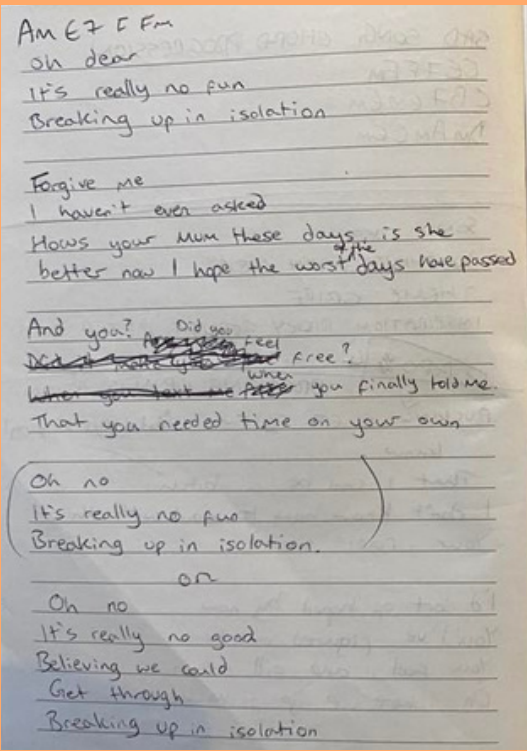 Am E7 F Fm
oh dear
It's really no fun
Breaking up in isolation
Forgive me
I haven't even asked
Hows your mum these days, is she
better now I hope the worst of the days have passed
And you? Did you feel free?
When you finally told me.
That you needed time on your own
Oh no
It's really no fun
Breaking up in isolation.
or
Oh no
It's really no good
Believing we could
Get through
Breaking up in isolation